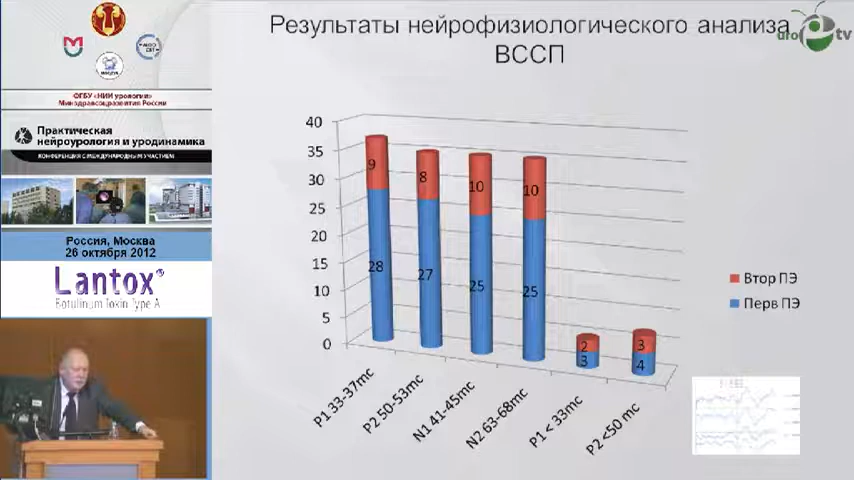 Результаты нейрофизиологического анализа
ВССП
uro tv
ФГБУ «НИИ урологии»
Минздравсоцразвития России
Практическая
нейроурология и уродинамика
КОНФЕРЕНЦИЯ С МЕЖДУНАРОДНЫМ УЧАСТИЕМ
Россия, Москва
26 октября 2012
Lantox®
Botulinum Toxin Type A
40
35
30
25
20
15
10
5
0
9
8
10
10
28
27
25
25
2
3
3
4
P1 33-37mc
P2 50-53mc
N1 41-45mc
N2 63-68mc
P1 < 33mc
P2 <50 mc
Втор ПЭ
Перв ПЭ